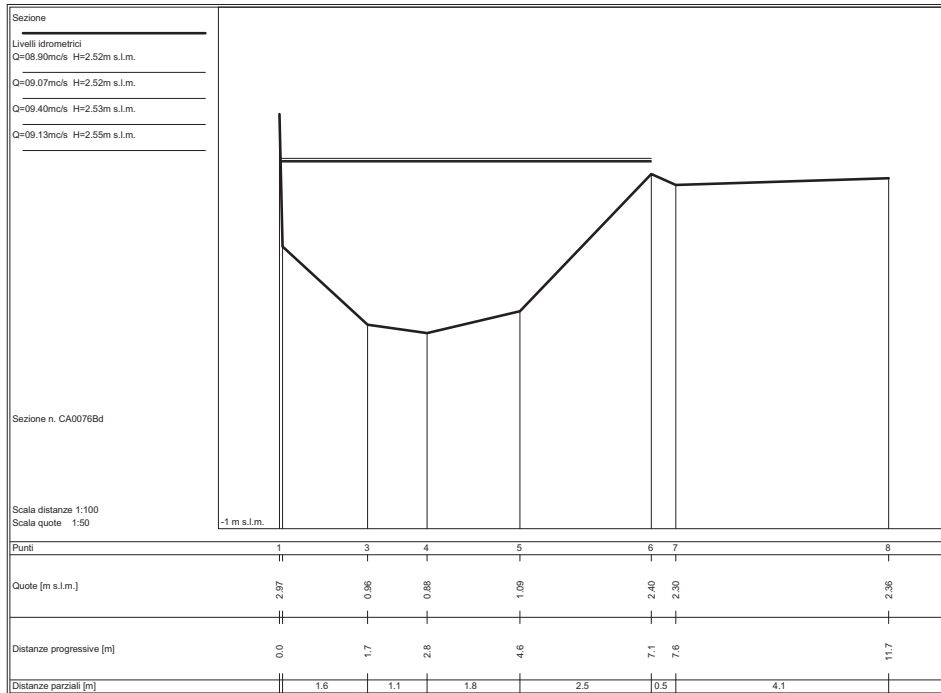 Sezione
Livelli idrometrici
Q=08.90mc/s H=2.52m s.l.m.
Q=09.07mc/s H=2.52m s.l.m.
Q=09.40mc/s H=2.53m s.l.m.
Q=09.13mc/s H=2.55m s.l.m.
Sezione n. CA0076Bd
Scala distanze 1:100
Scala quote 1:50
-1 m s.l.m.
Punti 1 3 4 5 6 7 8
Quote [m s.l.m.] 2.97 0.96 0.88 1.09 2.40 2.30 2.36
Distanze progressive [m] 0.0 1.7 2.8 4.6 7.1 7.6 11.7
Distanze parziali [m] 1.6 1.1 1.8 2.5 0.5 4.1